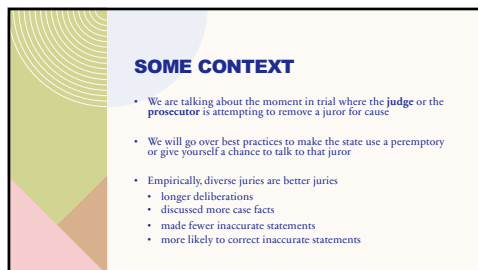 SOME CONTEXT
• We are talking about the moment in trial where the judge or the
prosecutor is attempting to remove a juror for cause
• We will go over best practices to make the state use a peremptory
or give yourself a chance to talk to that juror
• Empirically, diverse juries are better juries
• longer deliberations
• discussed more case facts
• made fewer inaccurate statements
• more likely to correct inaccurate statements